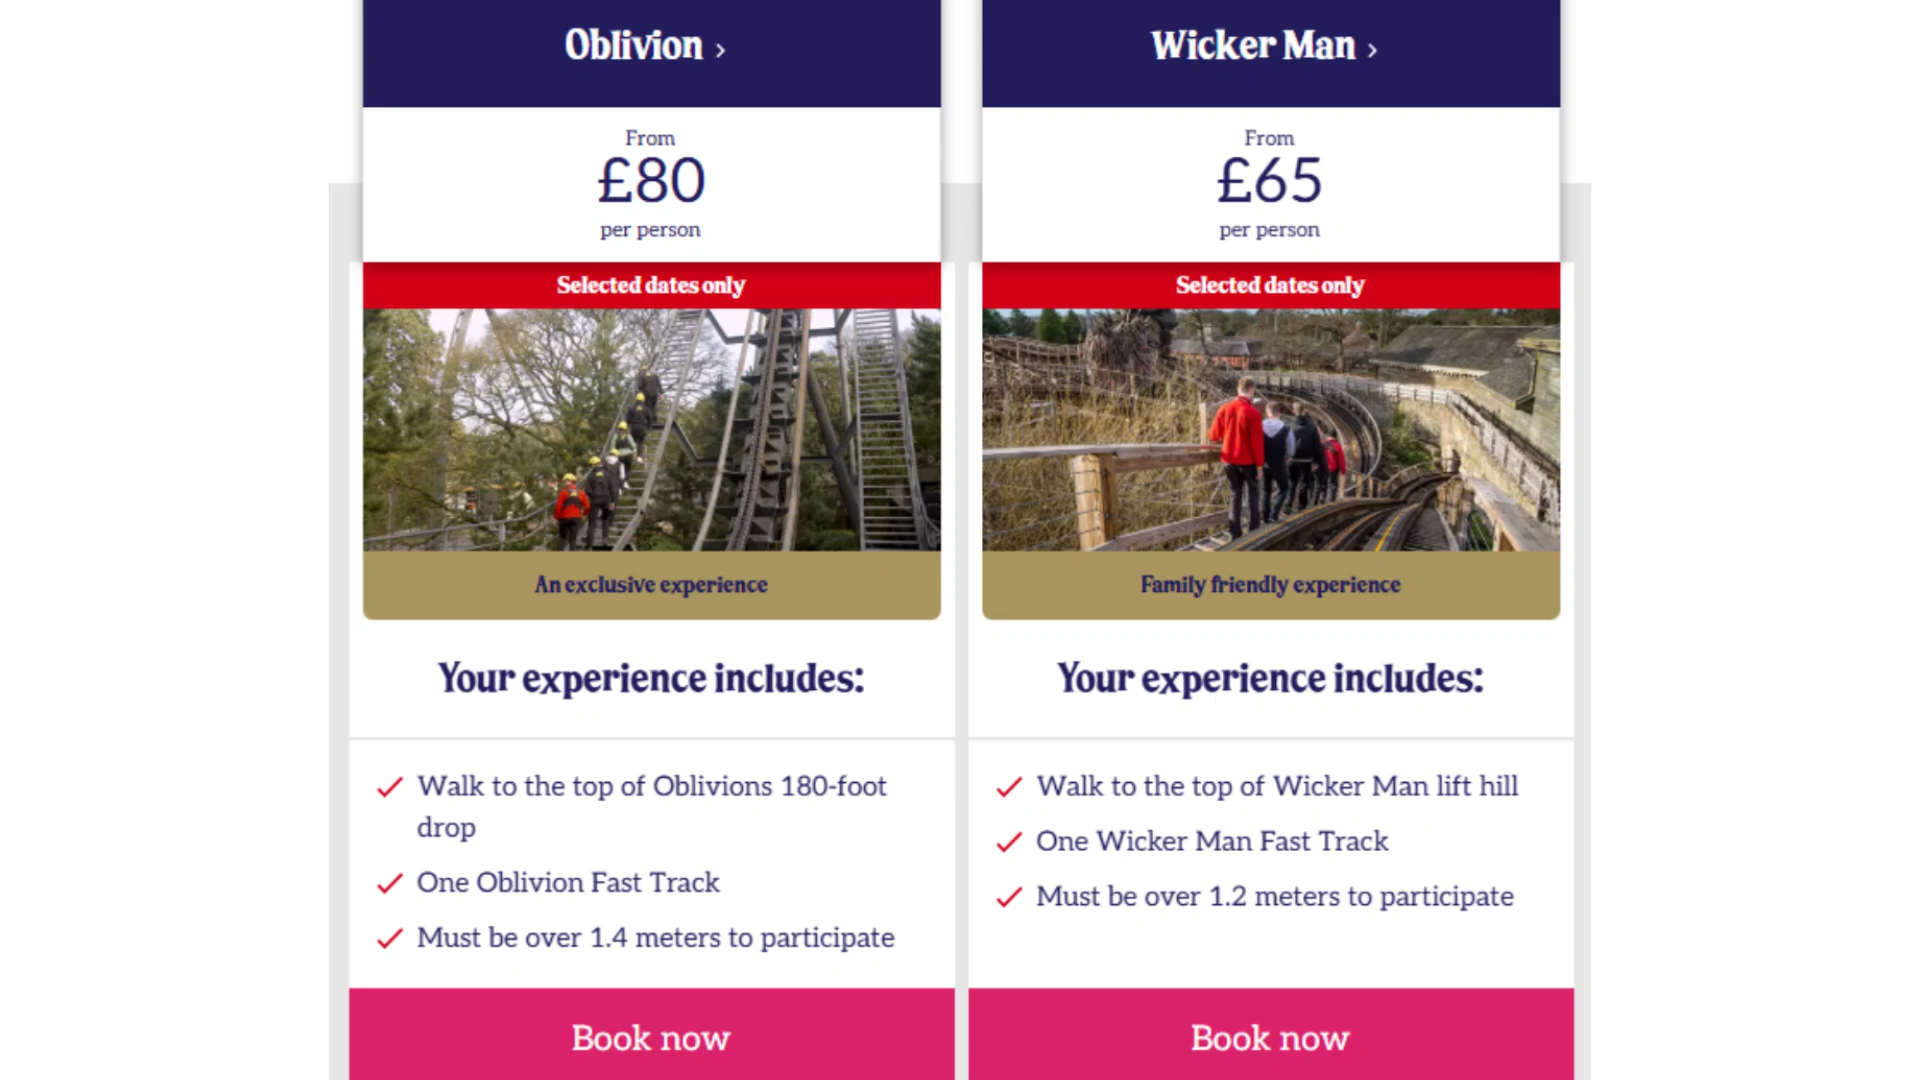 Oblivion ›
From
£80
per person
Selected dates only
An exclusive experience
Your experience includes:
Walk to the top of Oblivions 180-foot
drop
One Oblivion Fast Track
Must be over 1.4 meters to participate
Book now
Wicker Man ›
From
£65
per person
Selected dates only
Family friendly experience
Your experience includes:
Walk to the top of Wicker Man lift hill
One Wicker Man Fast Track
Must be over 1.2 meters to participate
Book now